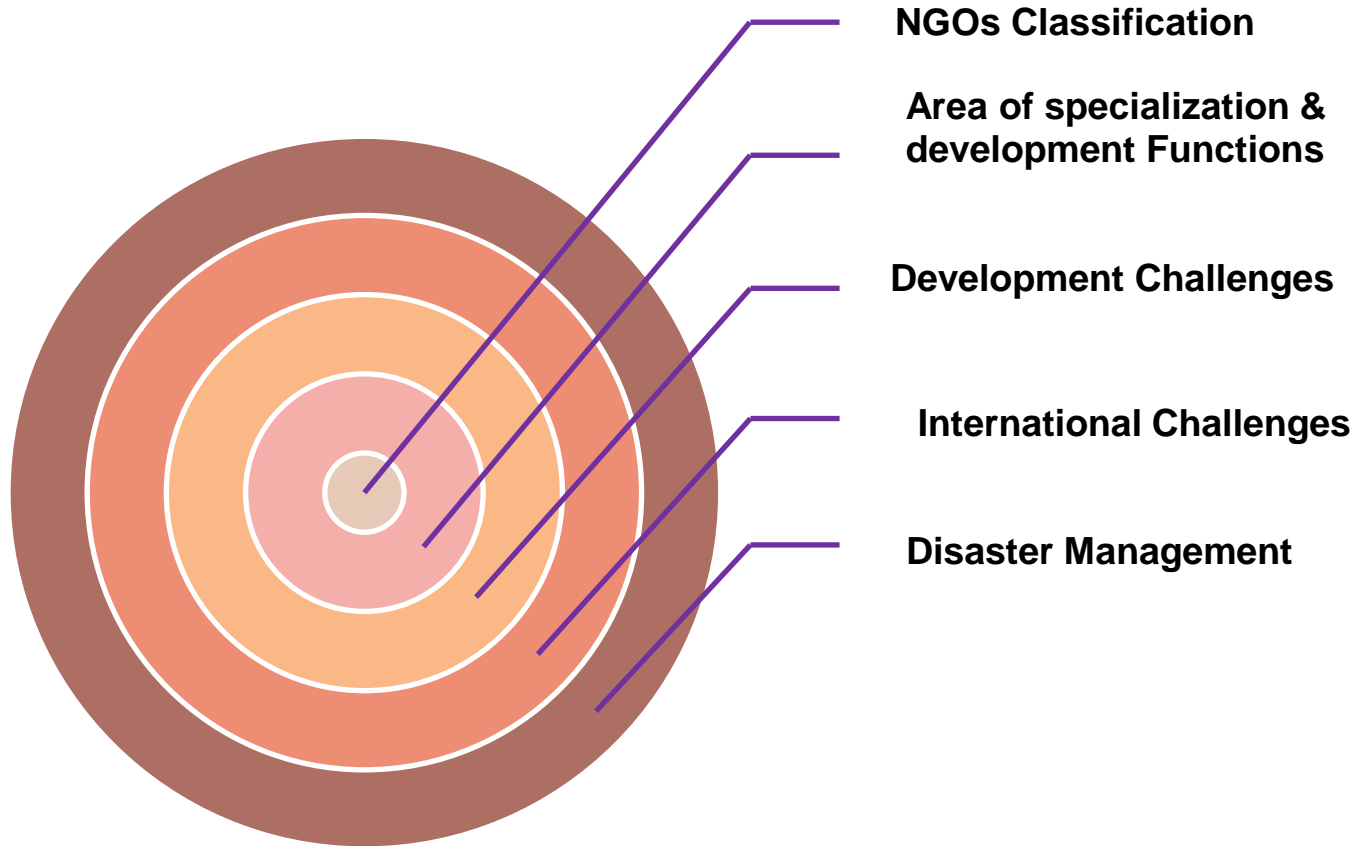 NGOs Classification
Area of specialization &
development Functions
Development Challenges
International Challenges
Disaster Management